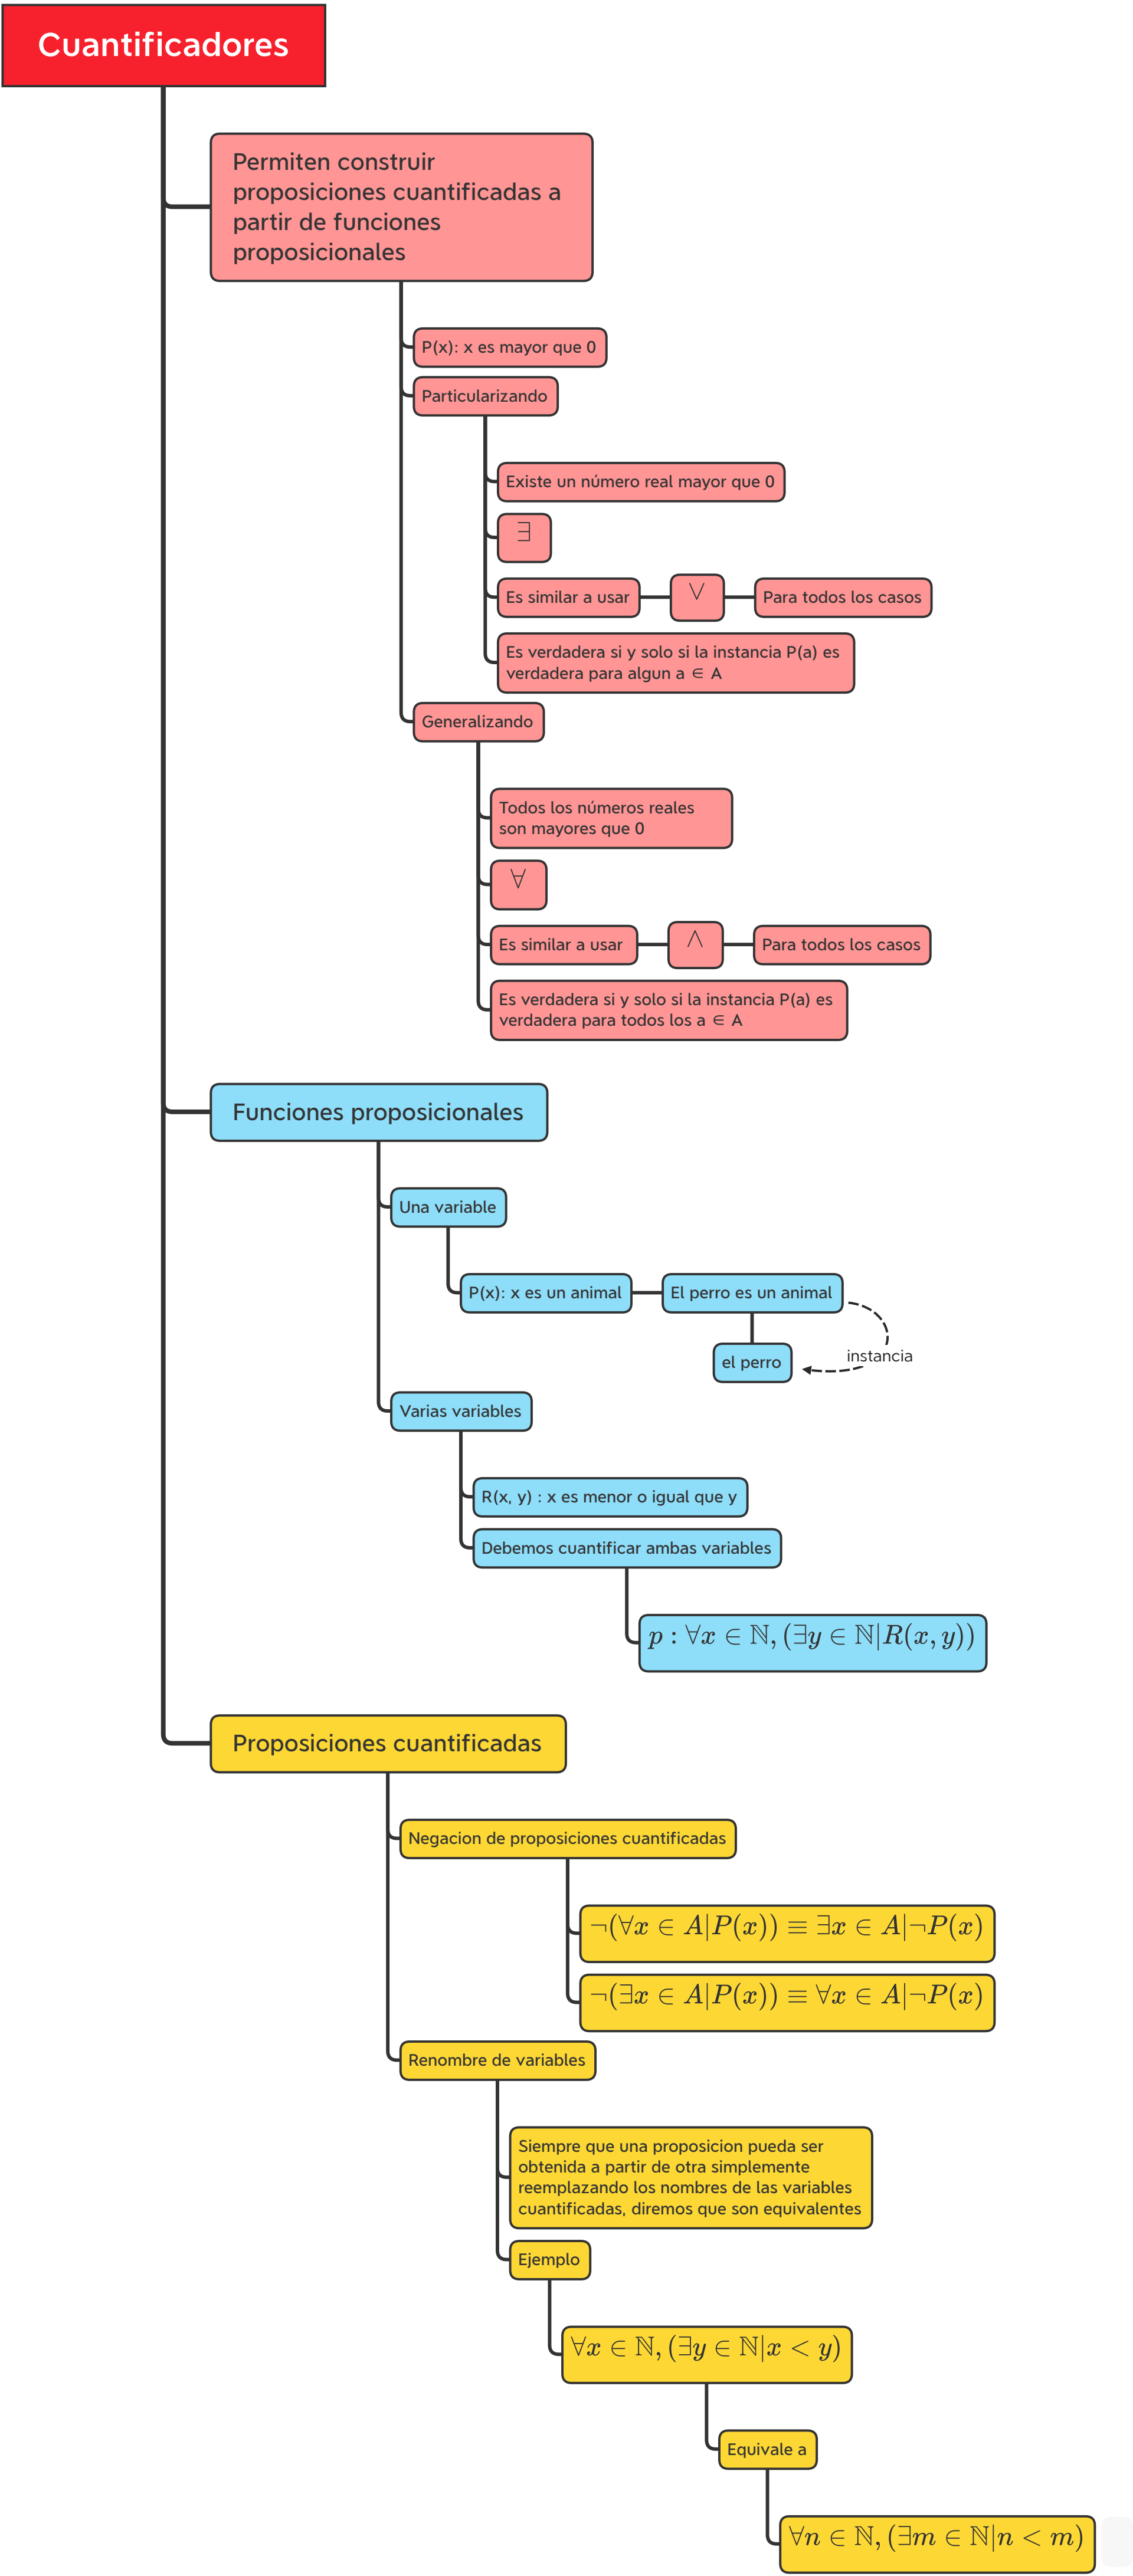 Cuantificadores
Permiten construir
proposiciones cuantificadas a
partir de funciones
proposicionales
P(x): x es mayor que 0
Particularizando
Existe un número real mayor que 0
∃
Es similar a usar
∨
Para todos los casos
Es verdadera si y solo si la instancia P(a) es
verdadera para algun a ∈ A
Generalizando
Todos los números reales
son mayores que 0
∀
Es similar a usar
∧
Para todos los casos
Es verdadera si y solo si la instancia P(a) es
verdadera para todos los a ∈ A
Funciones proposicionales
Una variable
P(x): x es un animal
El perro es un animal
instancia
el perro
Varias variables
R(x, y) : x es menor o igual que y
Debemos cuantificar ambas variables
p : ∀x ∈ ℕ, (∃y ∈ ℕ|R(x, y))
Proposiciones cuantificadas
Negacion de proposiciones cuantificadas
¬(∀x ∈ A|P(x)) ≡ ∃x ∈ A|¬P(x)
¬(∃x ∈ A|P(x)) ≡ ∀x ∈ A|¬P(x)
Renombre de variables
Siempre que una proposicion pueda ser
obtenida a partir de otra simplemente
reemplazando los nombres de las variables
cuantificadas, diremos que son equivalentes
Ejemplo
∀x ∈ ℕ, (∃y ∈ ℕ|x < y)
Equivale a
∀n ∈ ℕ, (∃m ∈ ℕ|n < m)